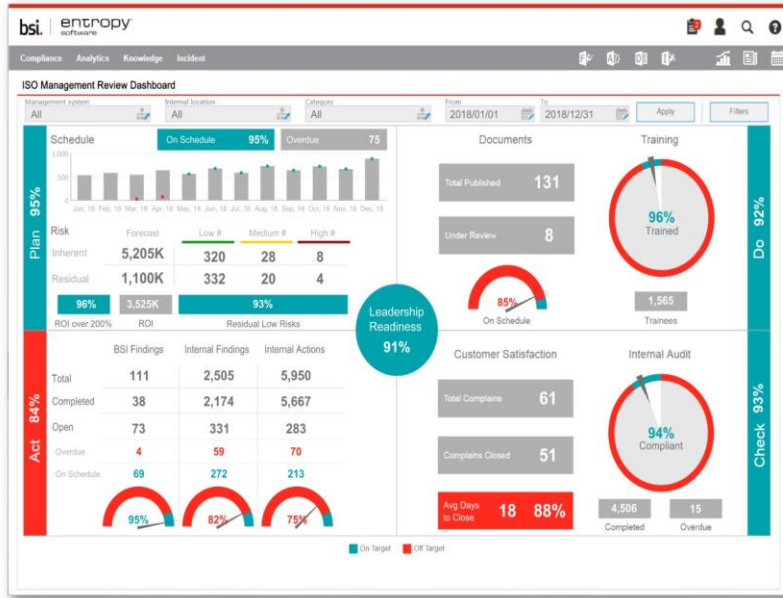 bsi. entropy
software
Compliance Analytics Knowledge Incident
ISO Management Review Dashboard
Management system Internal location Category From To
All All All 2018/01/01 2018/12/31 Apply Filters
Plan 95%
Schedule On Schedule 95% Overdue 75
1,000
500
0
Jan, 18 Feb, 18 Mar, 18 Apr, 18 May, 18 Jun, 18 Jul, 18 Aug, 18 Sep, 18 Oct, 18 Nov, 18 Dec, 18
Risk Forecast Low # Medium # High #
Inherent 5,205K 320 28 8
Residual 1,100K 332 20 4
96% 3,525K 93%
ROI over 200% ROI Residual Low Risks
Documents
Total Published 131
Under Review 8
85%
On Schedule
Training
96%
Trained
1,565
Trainees
Do 92%
Leadership
Readiness
91%
Act 84%
BSI Findings Internal Findings Internal Actions
Total 111 2,505 5,950
Completed 38 2,174 5,667
Open 73 331 283
Overdue 4 59 70
On Schedule 69 272 213
95% 82% 75%
Customer Satisfaction
Total Complains 61
Complains Closed 51
Avg Days
to Close 18 88%
Internal Audit
94%
Compliant
4,506 15
Completed Overdue
Check 93%
On Target Off Target